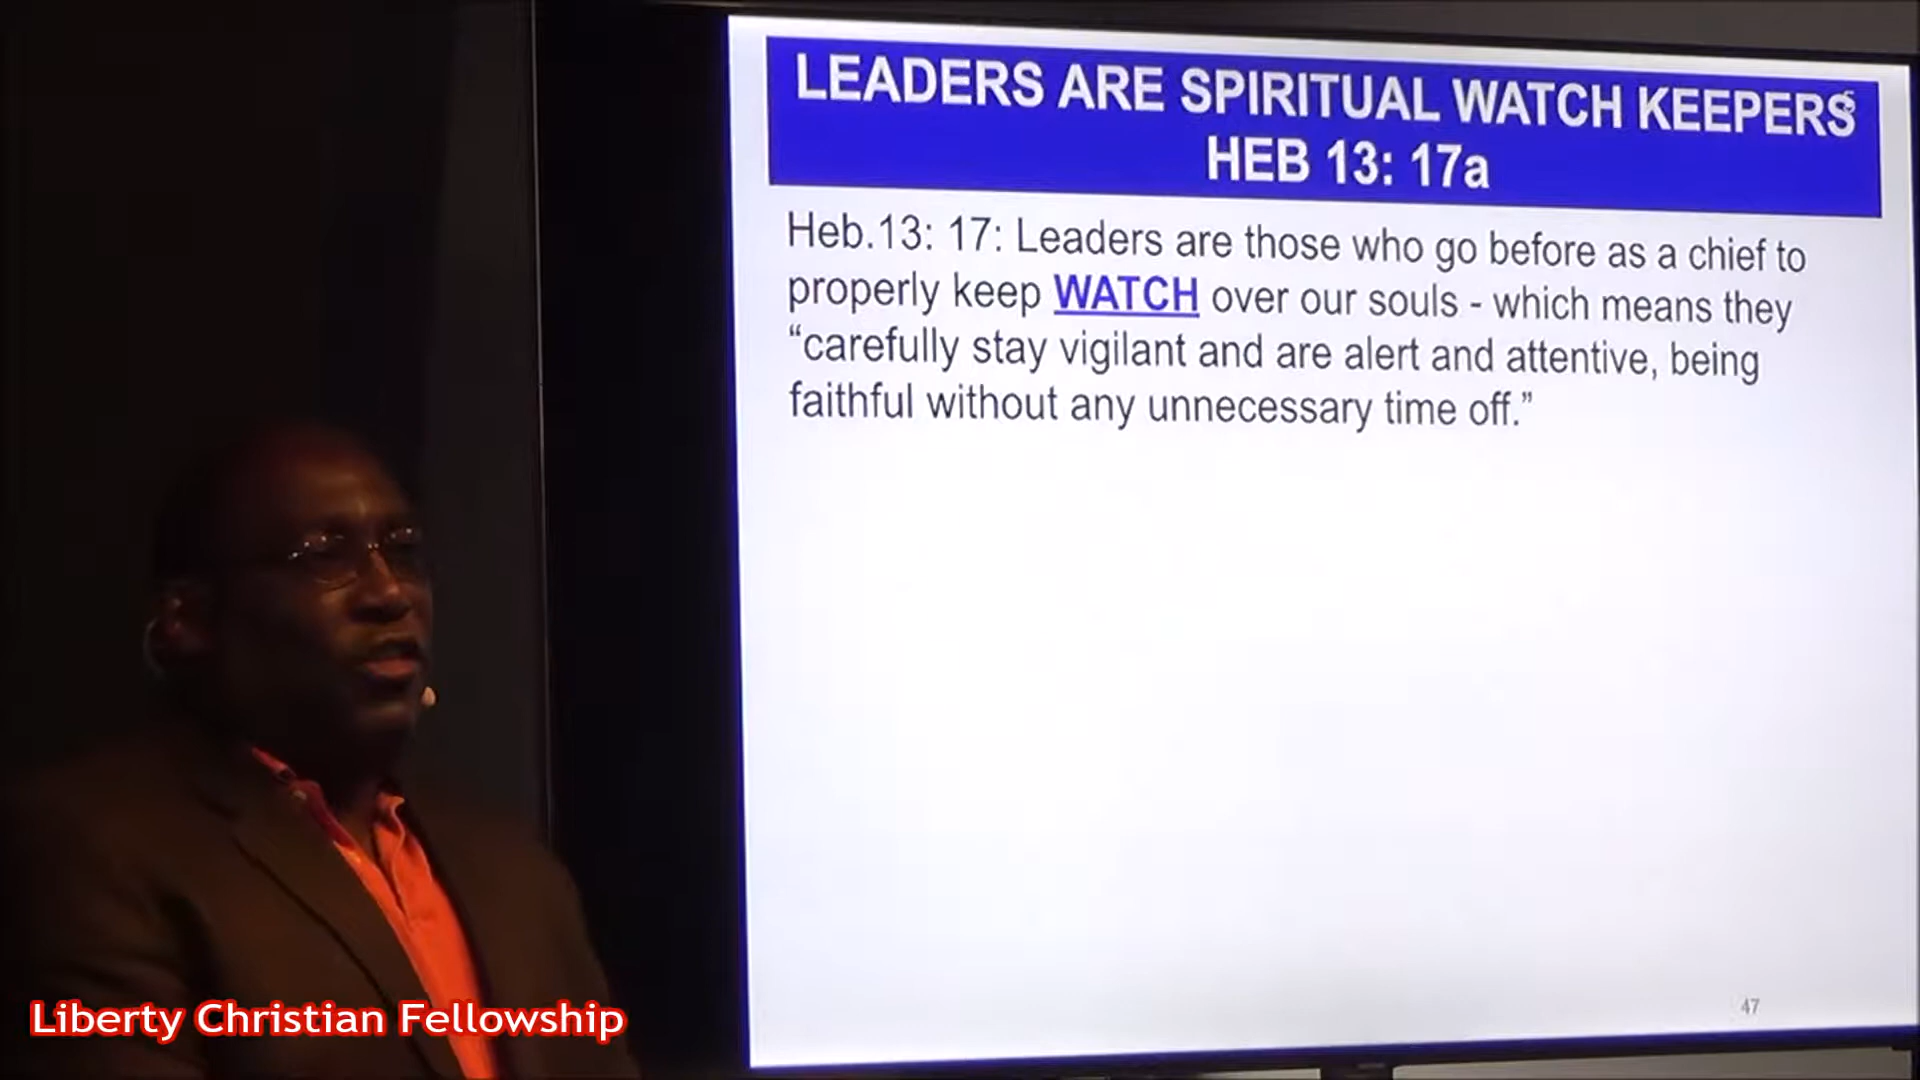 LEADERS ARE SPIRITUAL WATCH KEEPERS
HEB 13: 17a
Heb.13: 17: Leaders are those who go before as a chief to
properly keep WATCH over our souls - which means they
“carefully stay vigilant and are alert and attentive, being
faithful without any unnecessary time off.”
47
Liberty Christian Fellowship